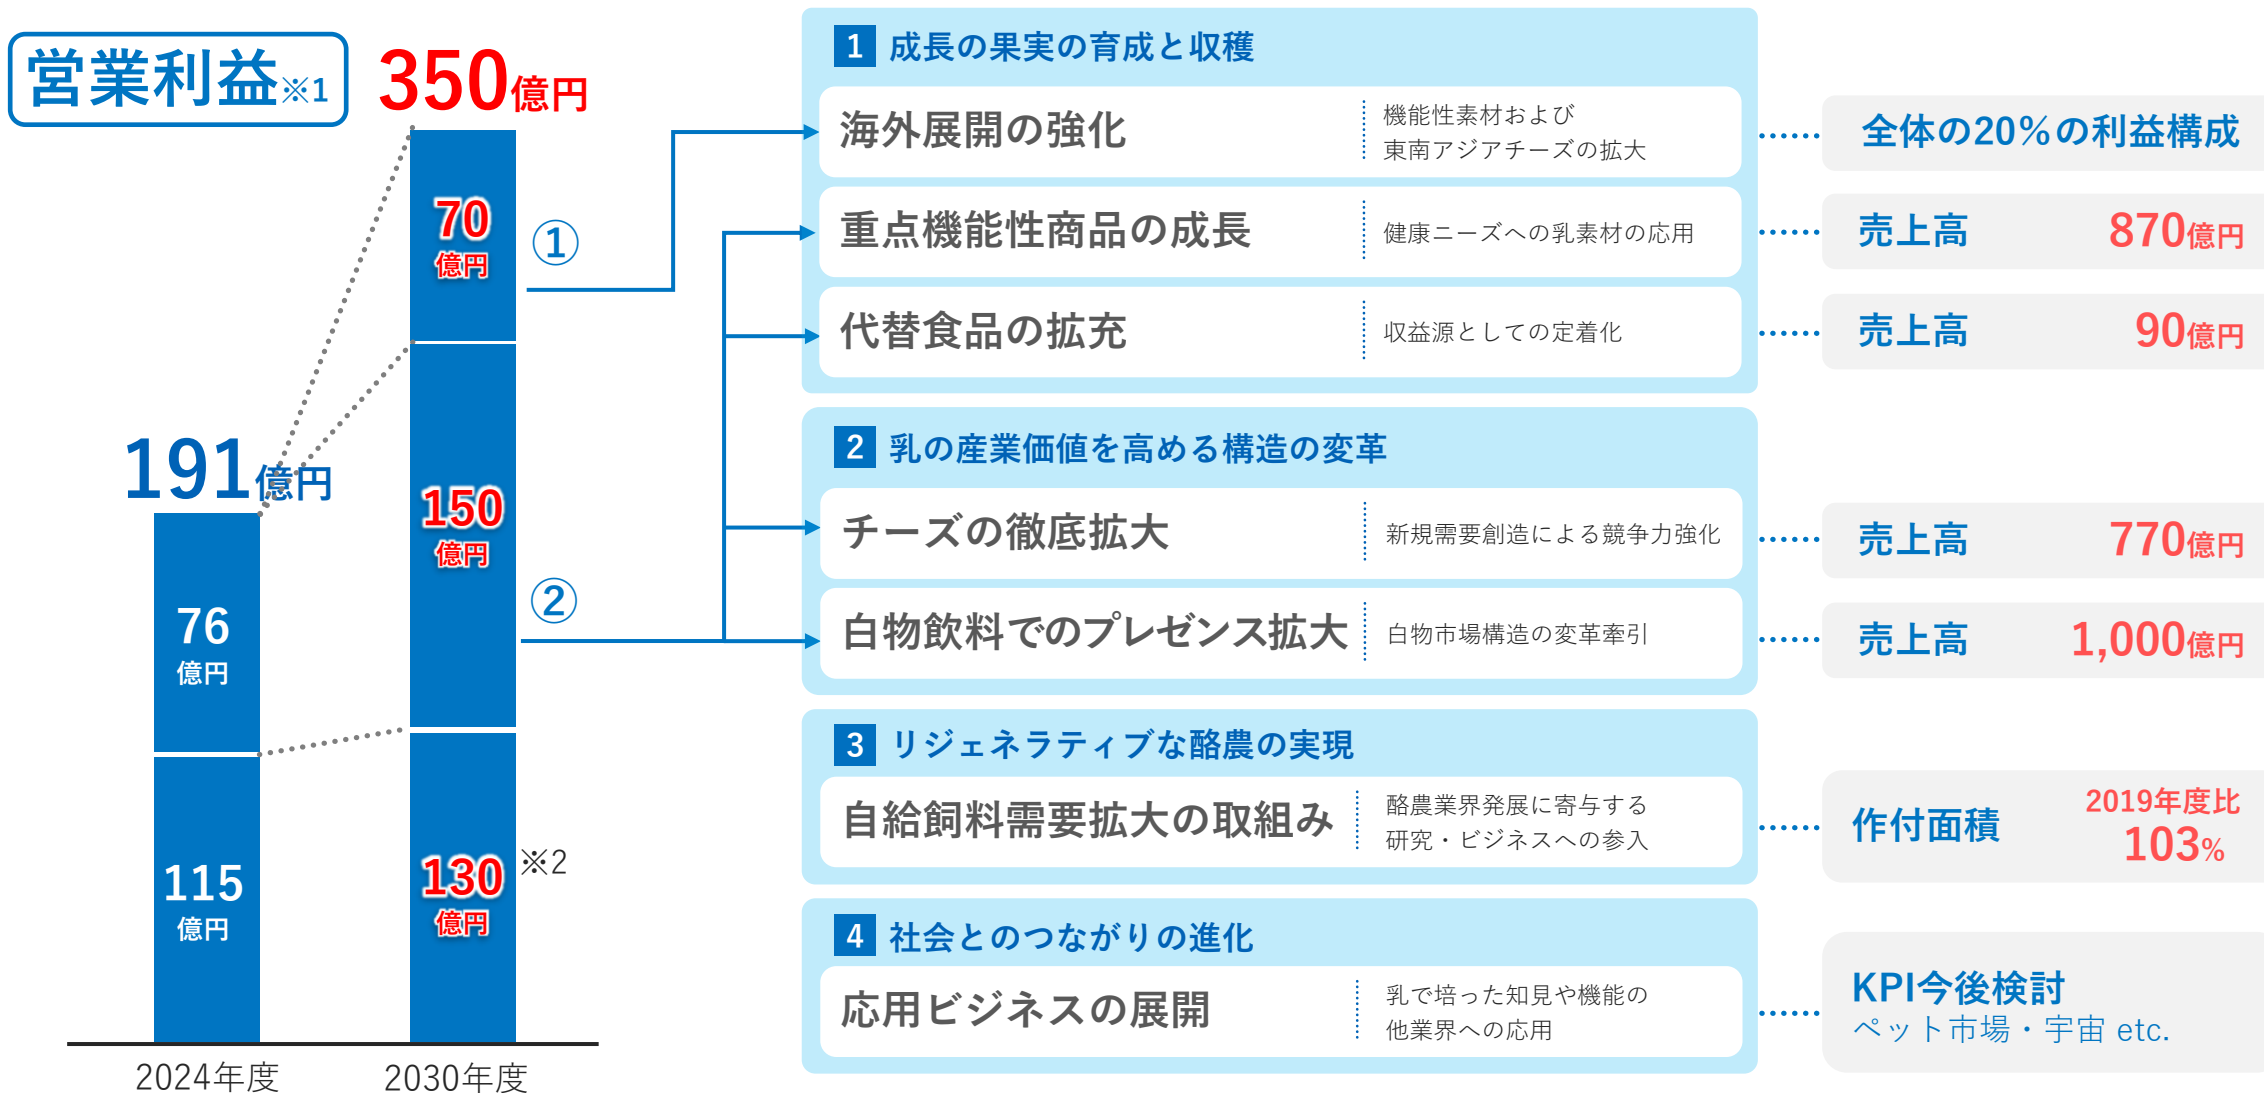 営業利益※1
350億円
70
億円
①
191億円
150
億円
②
76
億円
115
億円
130
億円
※2
2024年度
2030年度
1 成長の果実の育成と収穫
海外展開の強化
機能性素材および
東南アジアチーズの拡大
全体の20%の利益構成
重点機能性商品の成長
健康ニーズへの乳素材の応用
売上高 870億円
代替食品の拡充
収益源としての定着化
売上高 90億円
2 乳の産業価値を高める構造の変革
チーズの徹底拡大
新規需要創造による競争力強化
売上高 770億円
白物飲料でのプレゼンス拡大
白物市場構造の変革牽引
売上高 1,000億円
3 リジェネラティブな酪農の実現
自給飼料需要拡大の取組み
酪農業界発展に寄与する
研究・ビジネスへの参入
作付面積
2019年度比
103%
4 社会とのつながりの進化
応用ビジネスの展開
乳で培った知見や機能の
他業界への応用
KPI今後検討
ペット市場・宇宙 etc.